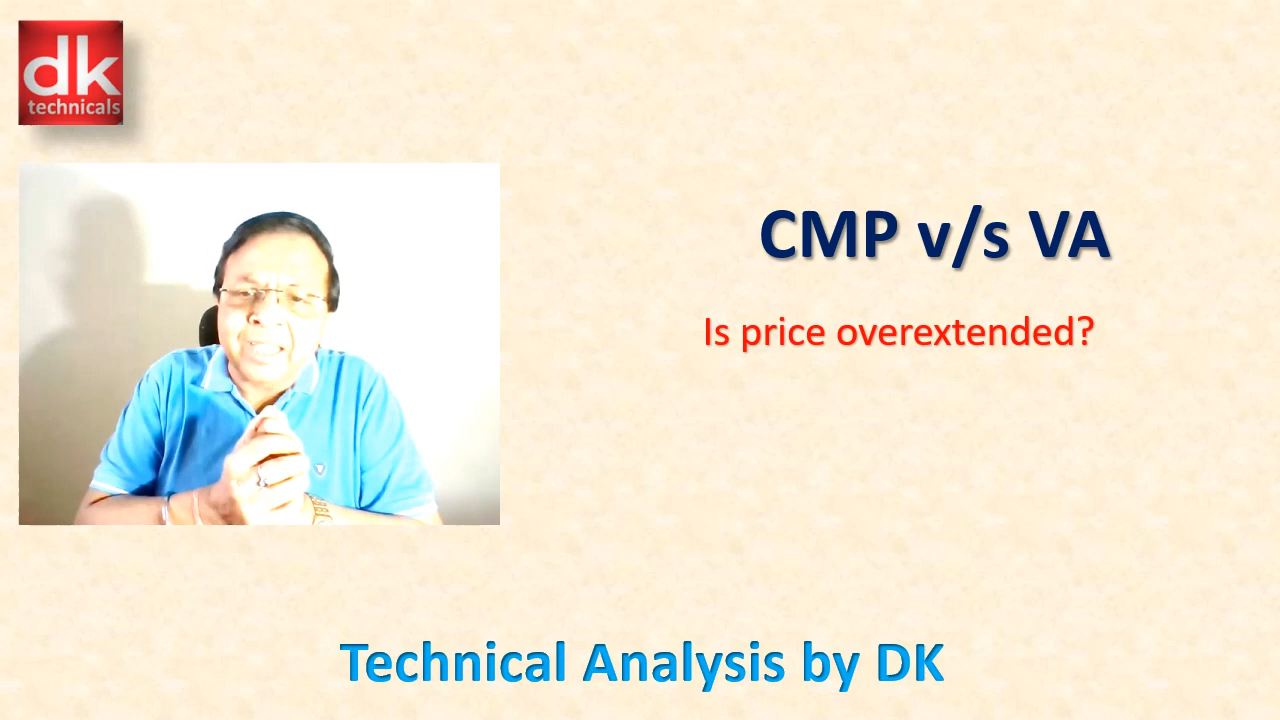 dk
technicals
CMP v/s VA
Is price overextended?
Technical Analysis by DK